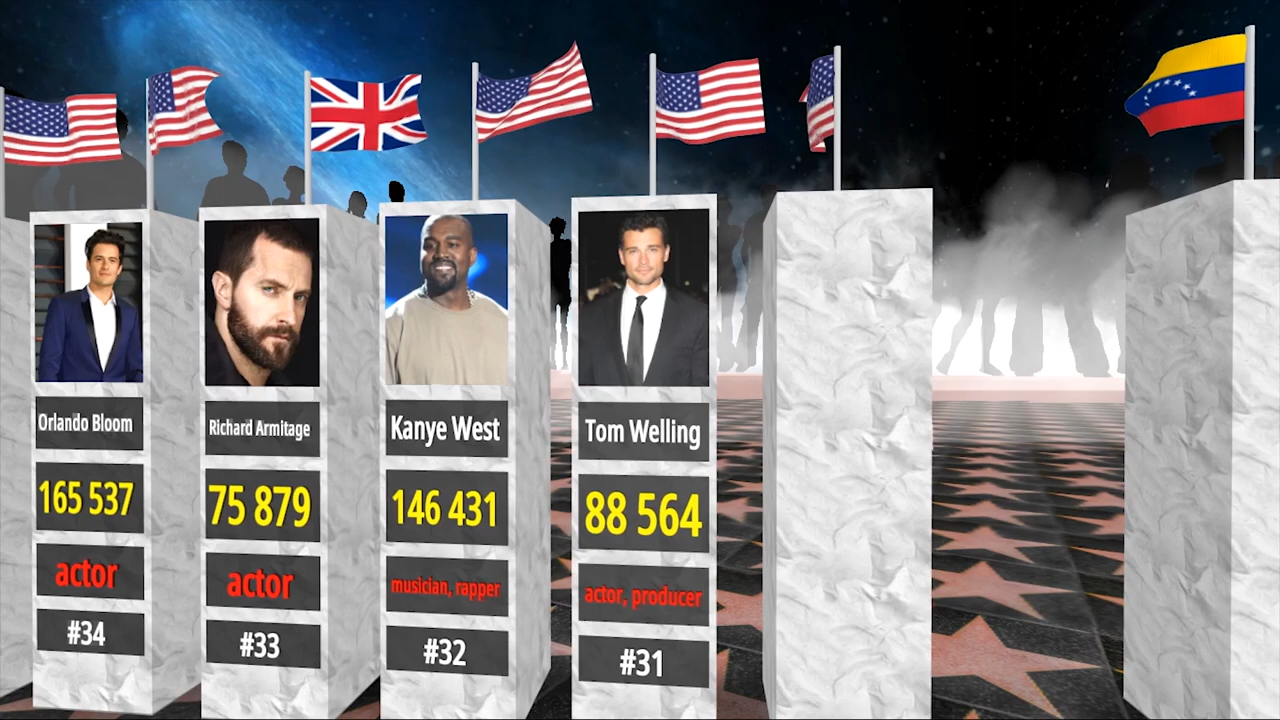 Orlando Bloom
165 537
actor
#34
Richard Armitage
75 879
actor
#33
Kanye West
146 431
musician, rapper
#32
Tom Welling
88 564
actor, producer
#31